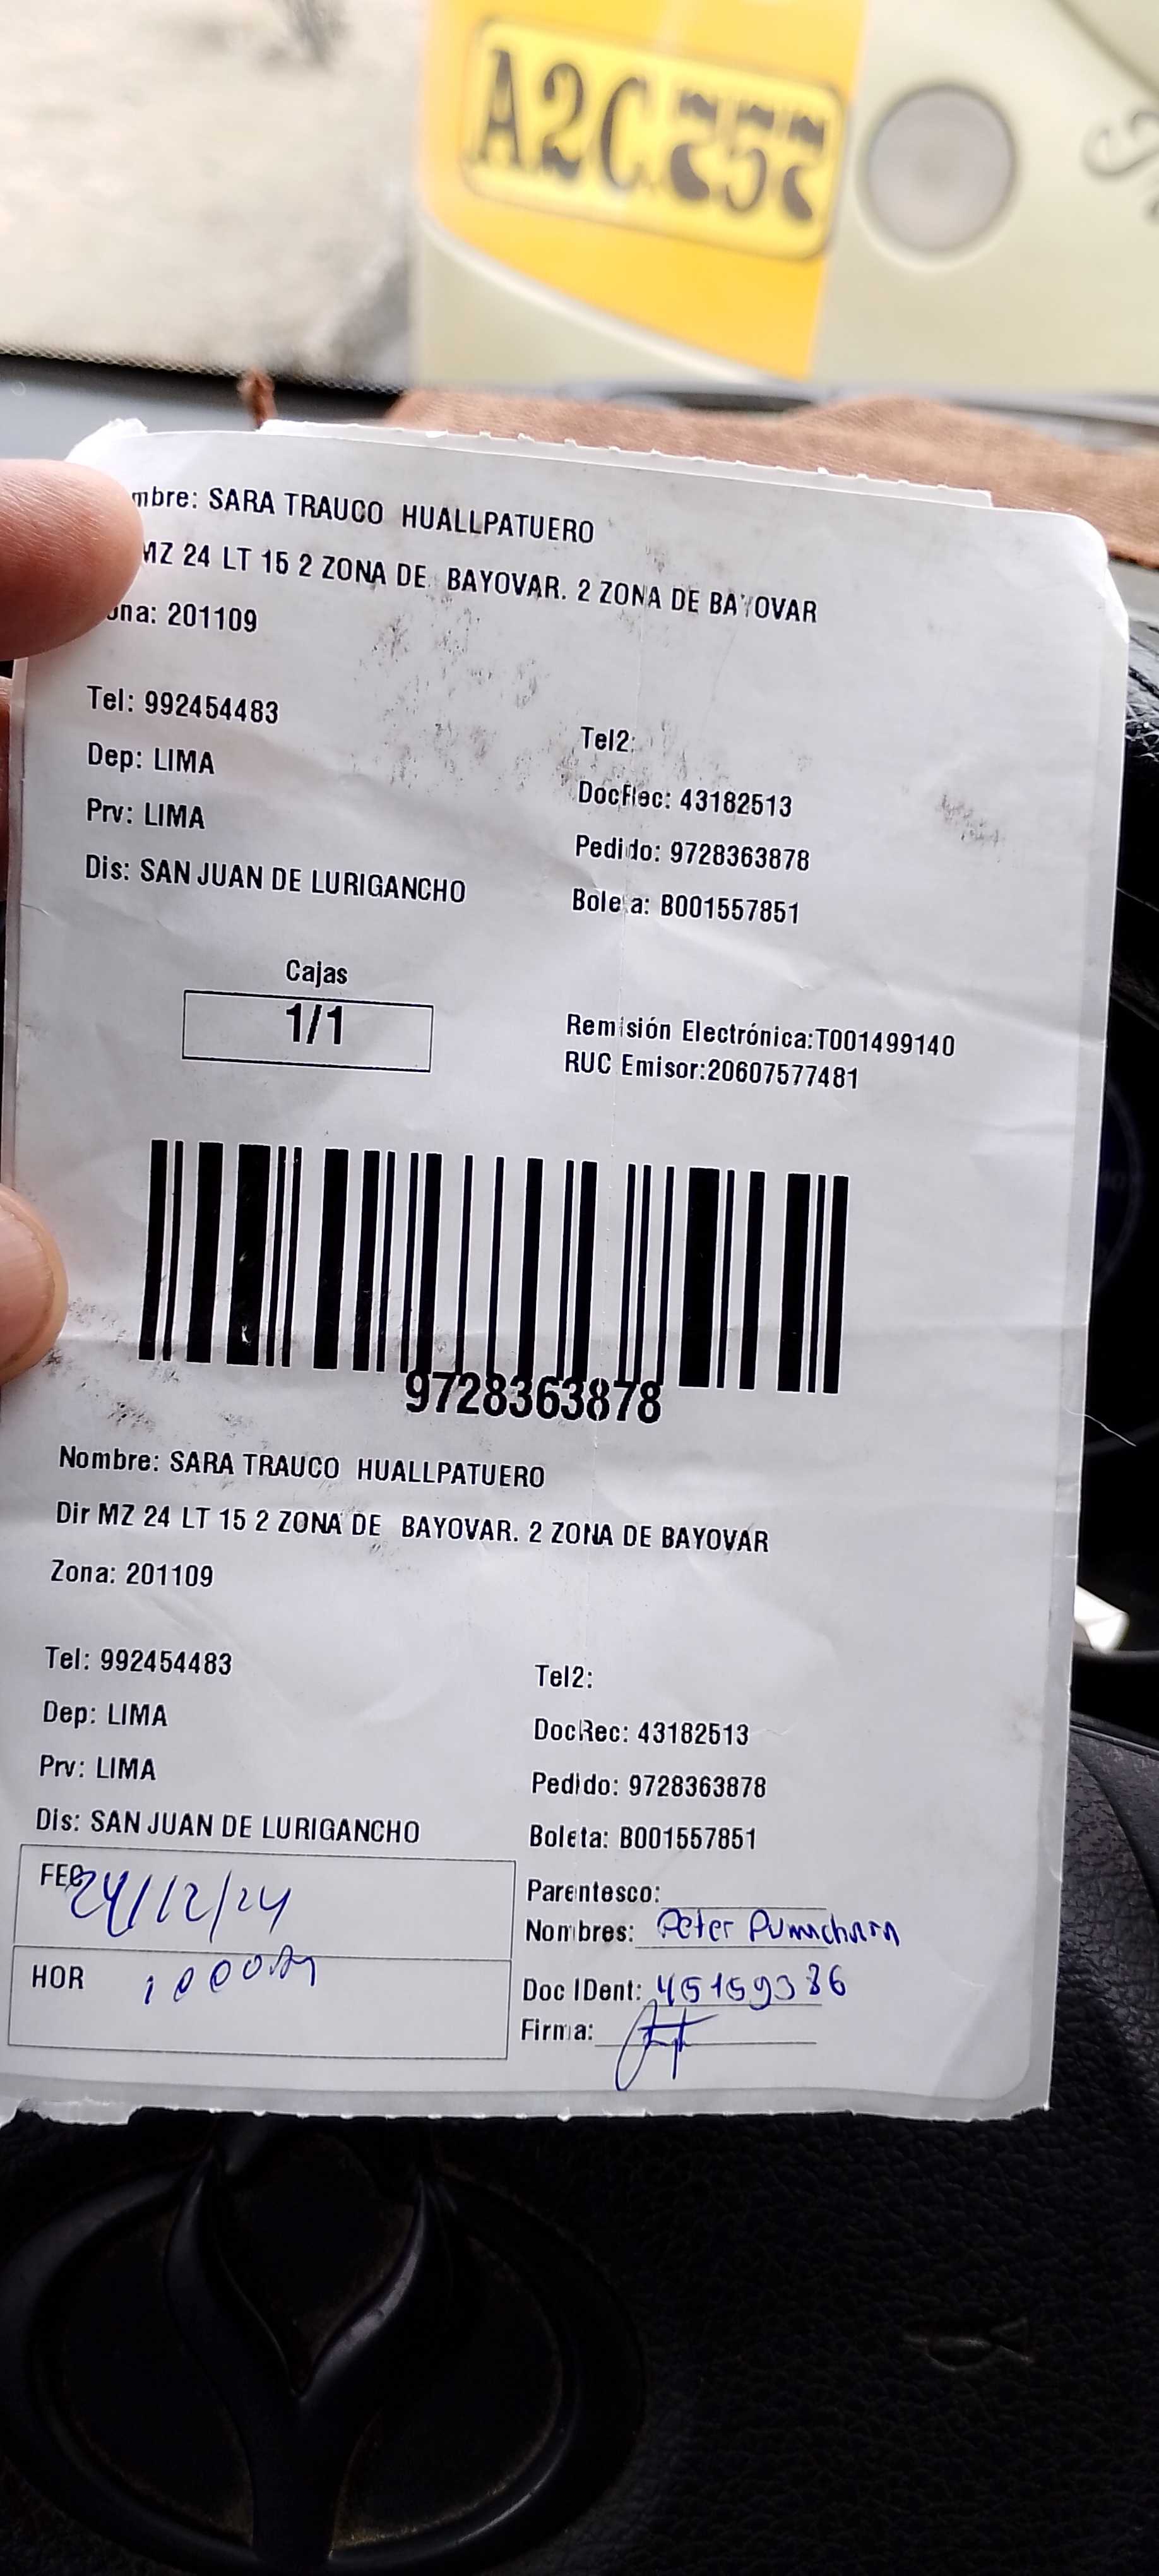 A2C
mbre: SARA TRAUCO HUALLPATUERO
MZ 24 LT 15 2 ZONA DE BAYOVAR. 2 ZONA DE BAYOVAR
ona: 201109
Tel: 992454483
Tel2:
Dep: LIMA
DocRec: 43182513
Prv: LIMA
Pedido: 9728363878
Dis: SAN JUAN DE LURIGANCHO
Boleta: B001557851
Cajas
1/1
Remisión Electrónica:T001499140
RUC Emisor:20607577481
9728363878
Nombre: SARA TRAUCO HUALLPATUERO
Dir MZ 24 LT 15 2 ZONA DE BAYOVAR. 2 ZONA DE BAYOVAR
Zona: 201109
Tel: 992454483
Tel2:
Dep: LIMA
DocRec: 43182513
Prv: LIMA
Pedido: 9728363878
Dis: SAN JUAN DE LURIGANCHO
Boleta: B001557851
FEC 24/12/24
Parentesco:
Nombres: Peter
HOR
Doc IDent: 45159386
Firma: